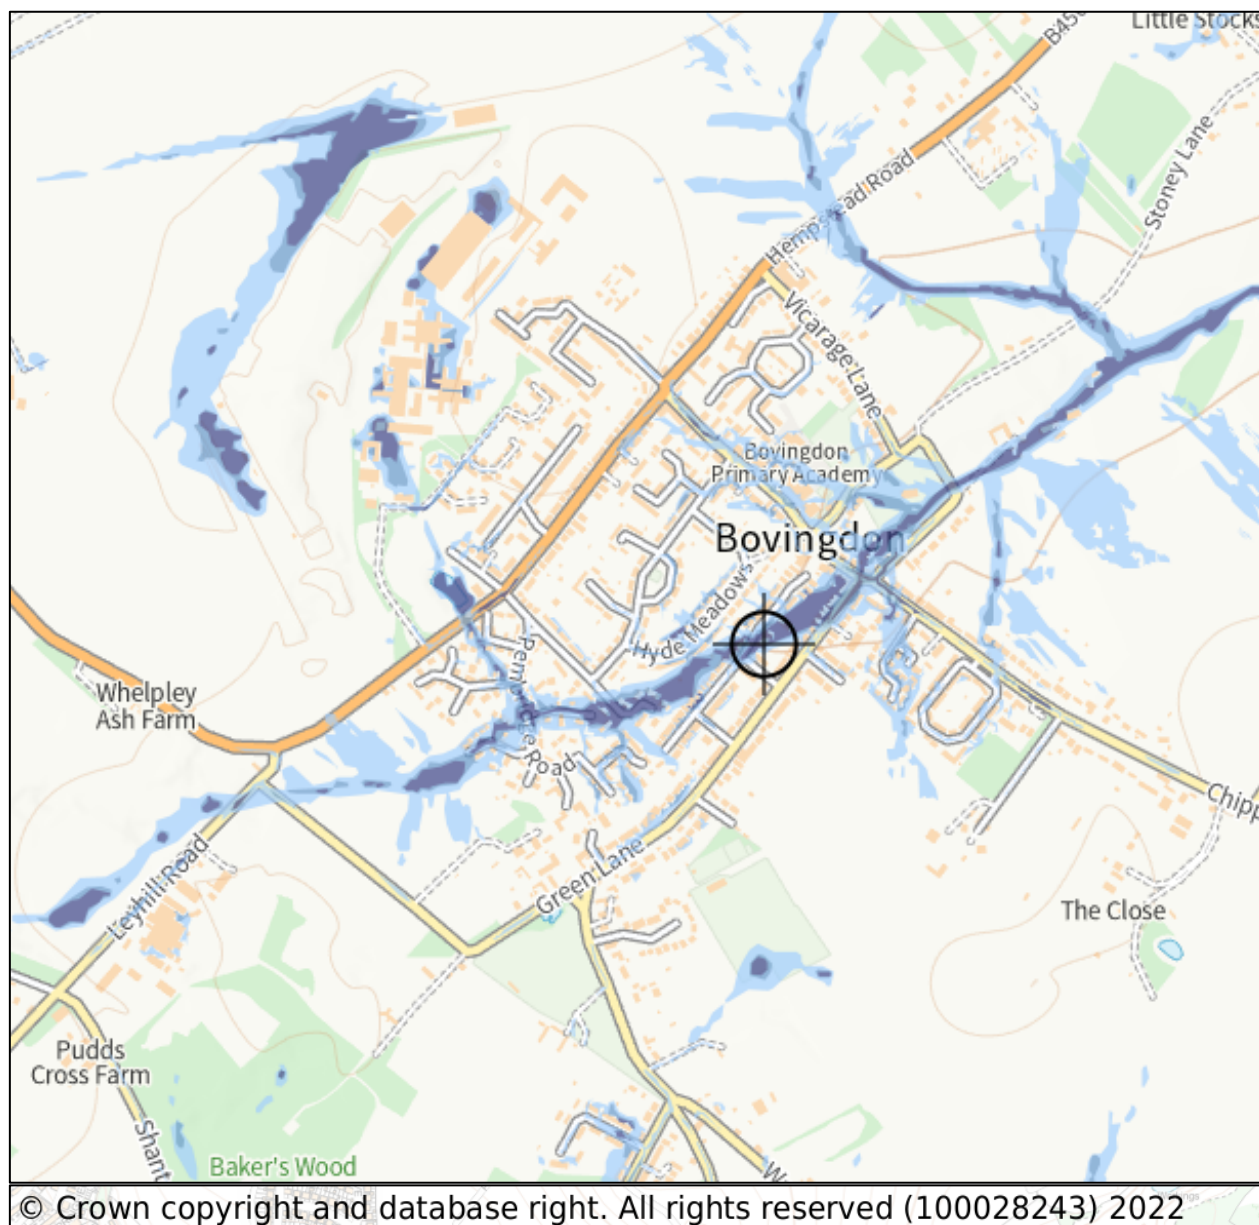 Little Stocks
Hempstead Road
Stoney Lane
Vicarage Lane
Bovingdon
Primary Academy
Bovingdon
Hyde Meadows
Road
Whelpley
Ash Farm
Leyhill Road
Green Lane
Chipp
The Close
Pudds
Cross Farm
Shant
Baker's Wood
© Crown copyright and database right. All rights reserved (100028243) 2022